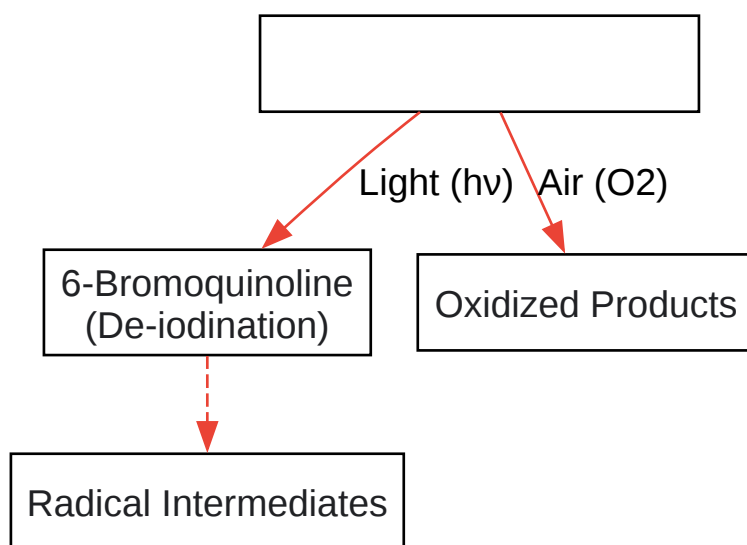 Light (hν)
Air (O2)
6-Bromoquinoline
(De-iodination)
Oxidized Products
Radical Intermediates